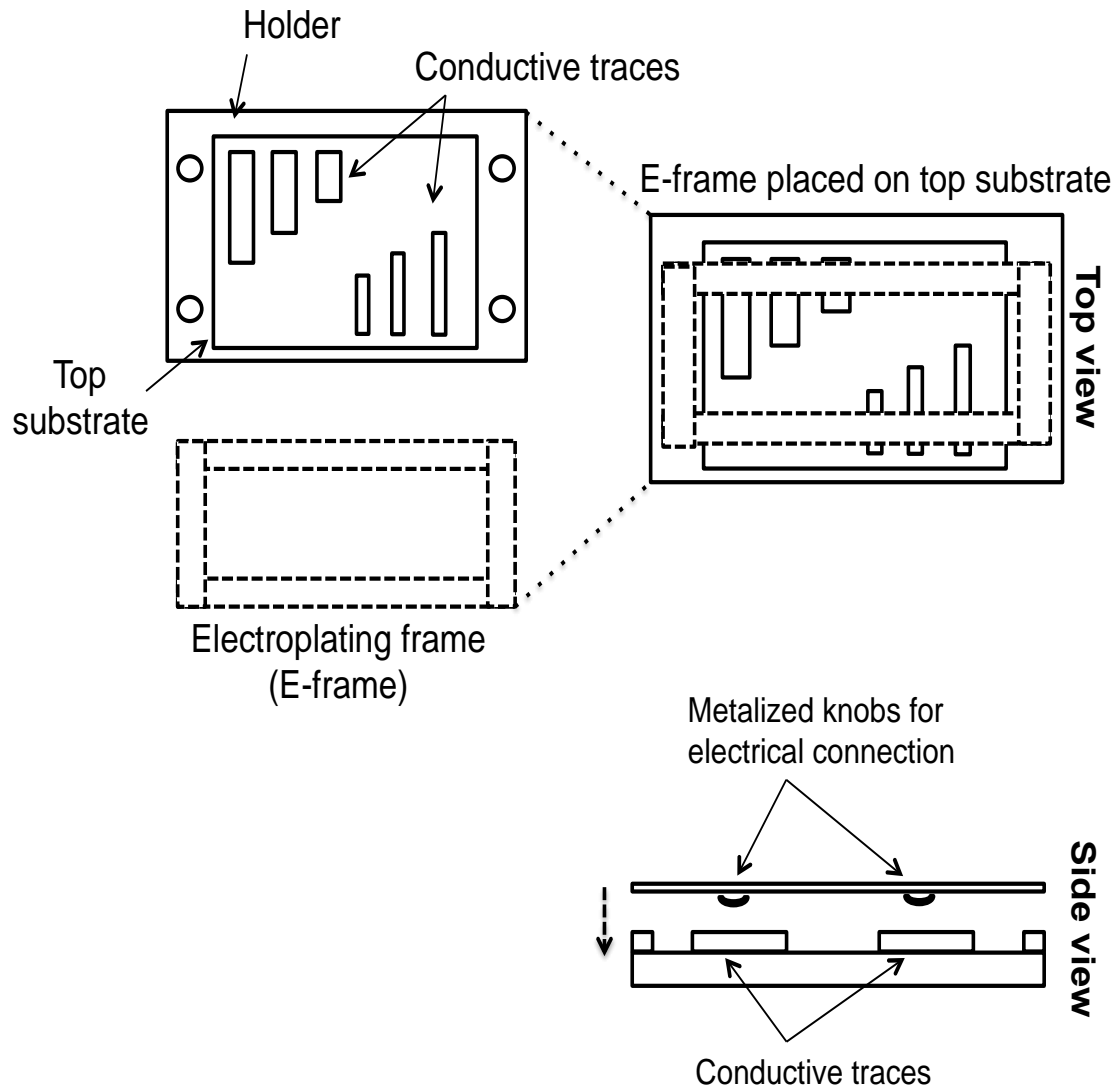 Holder
Conductive traces
E-frame placed on top substrate
Top view
Top
substrate
Electroplating frame
(E-frame)
Metalized knobs for
electrical connection
Side view
Conductive traces